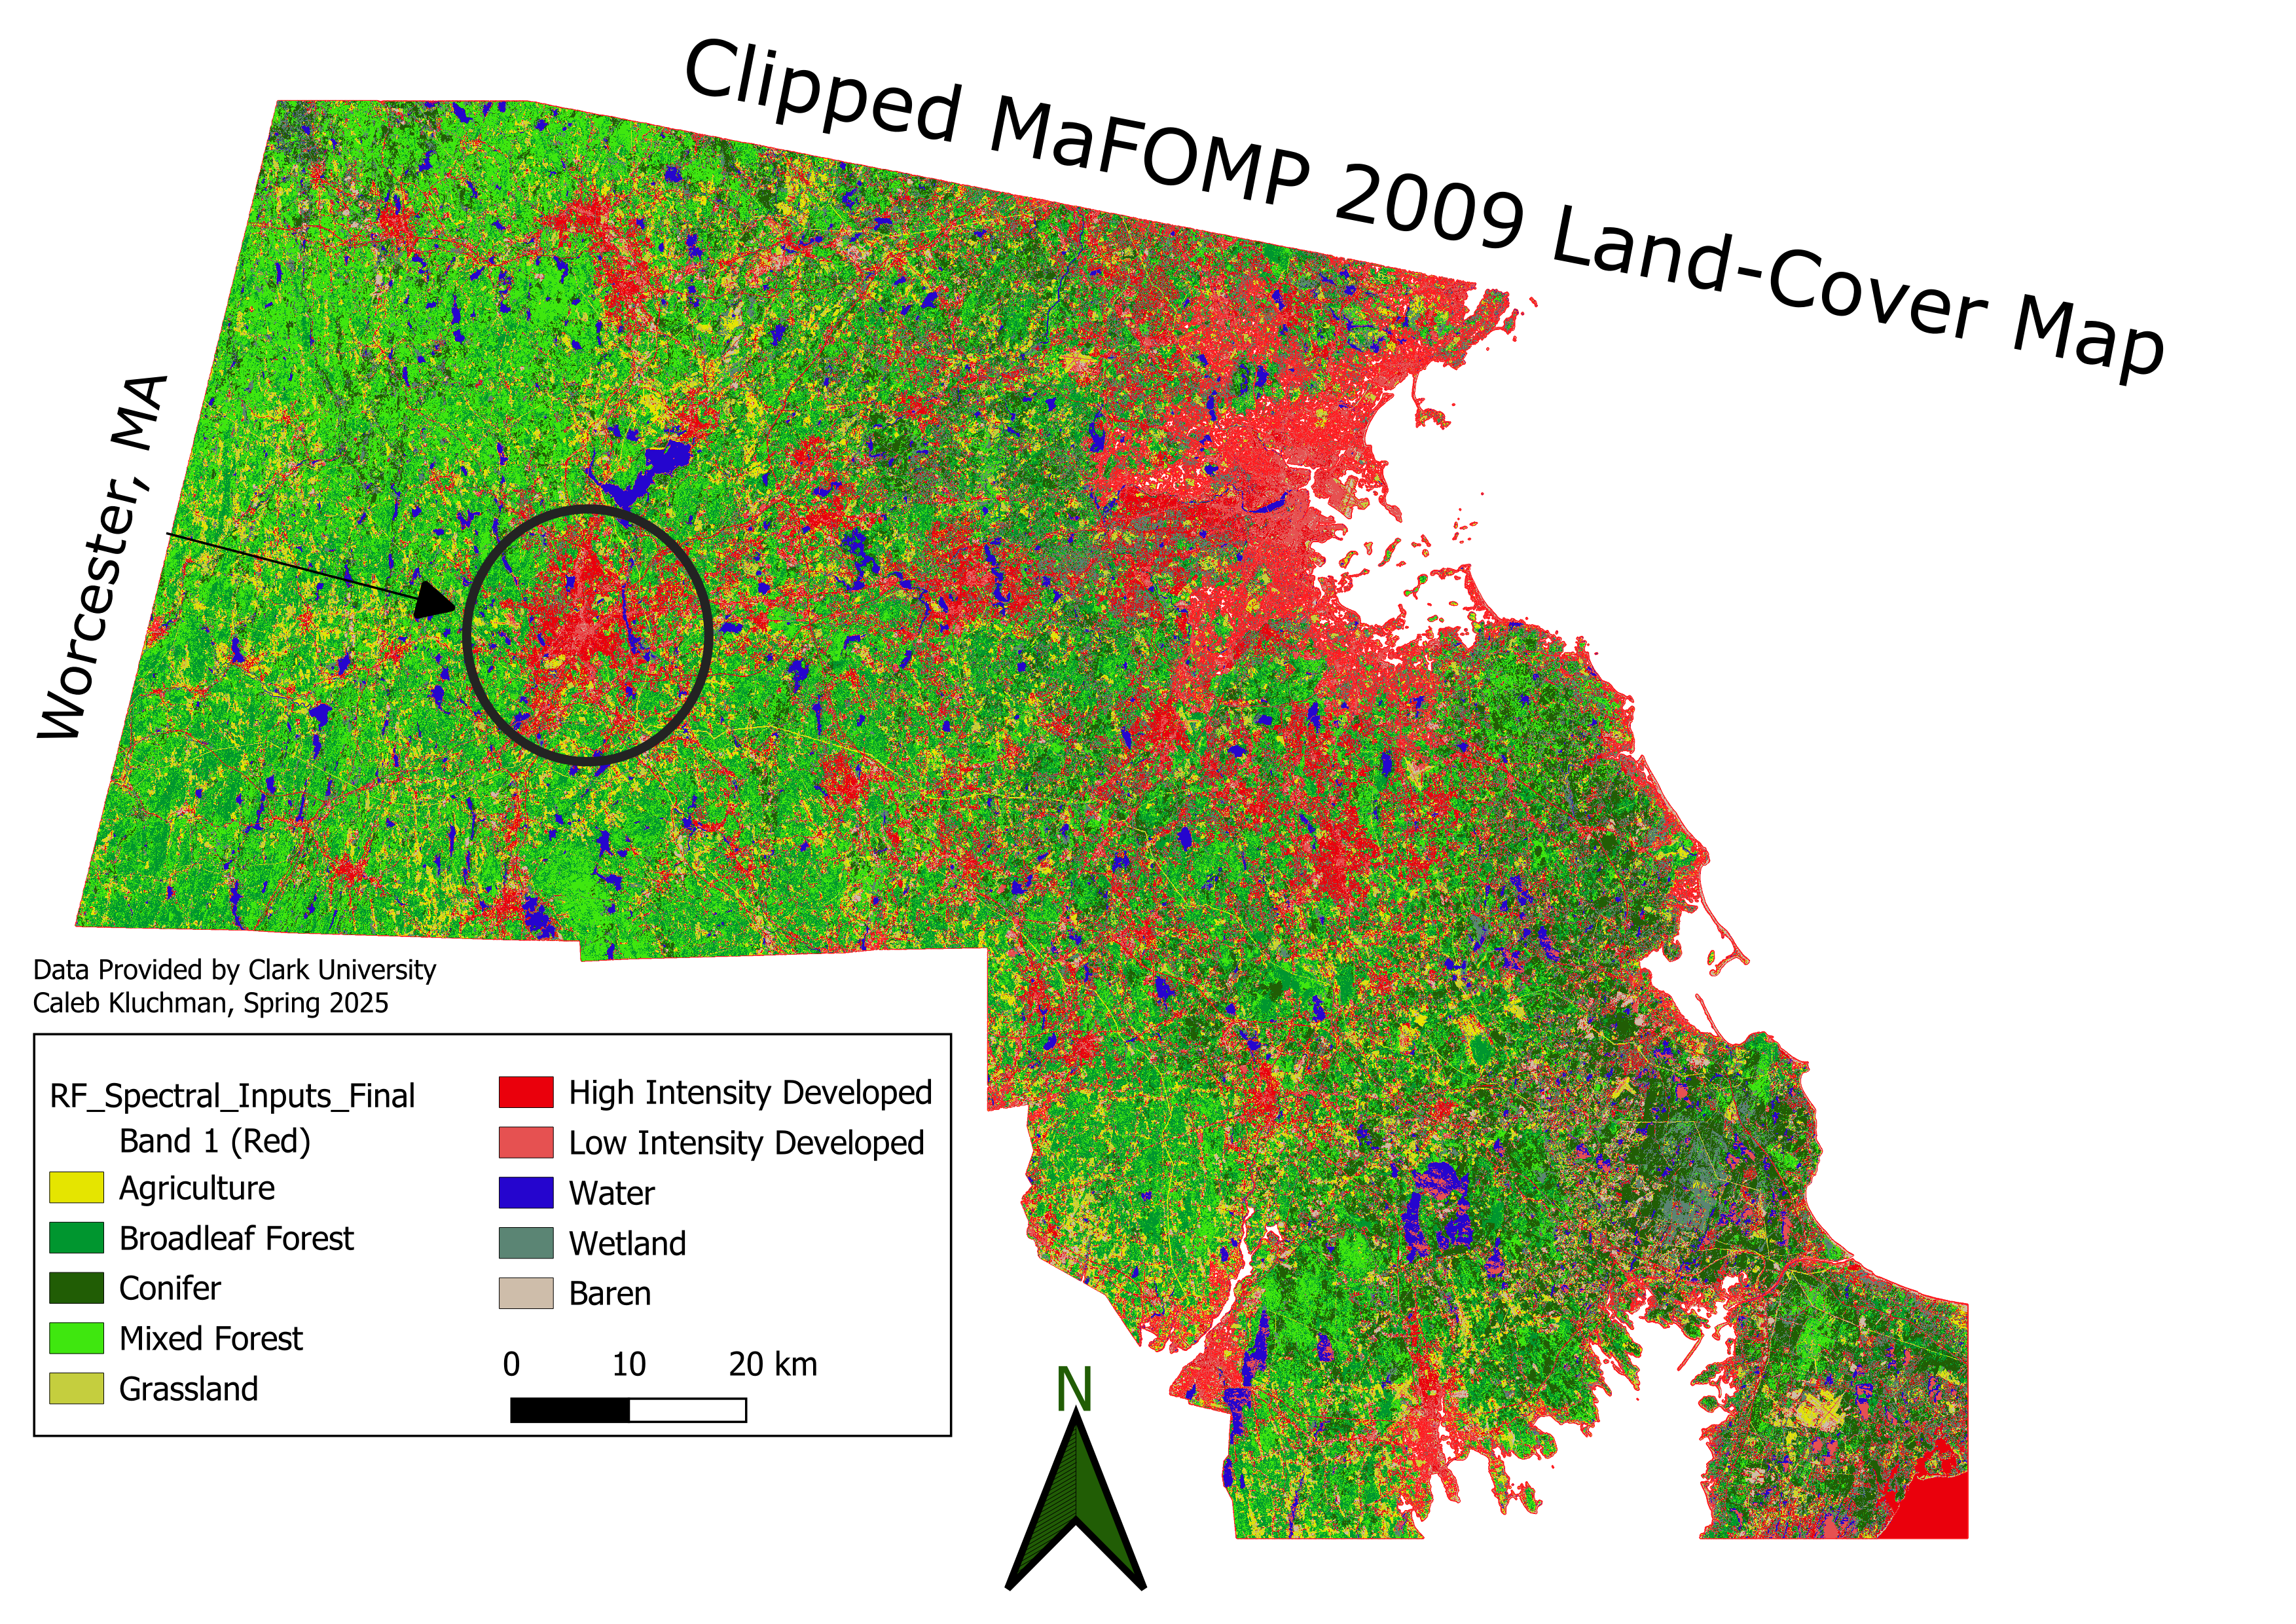 Clipped MaFOMP 2009 Land-Cover Map
Worcester, MA
Data Provided by Clark University
Caleb Kluchman, Spring 2025
RF_Spectral_Inputs_Final
Band 1 (Red)
Agriculture
Broadleaf Forest
Conifer
Mixed Forest
Grassland
High Intensity Developed
Low Intensity Developed
Water
Wetland
Baren
0 10 20 km
N